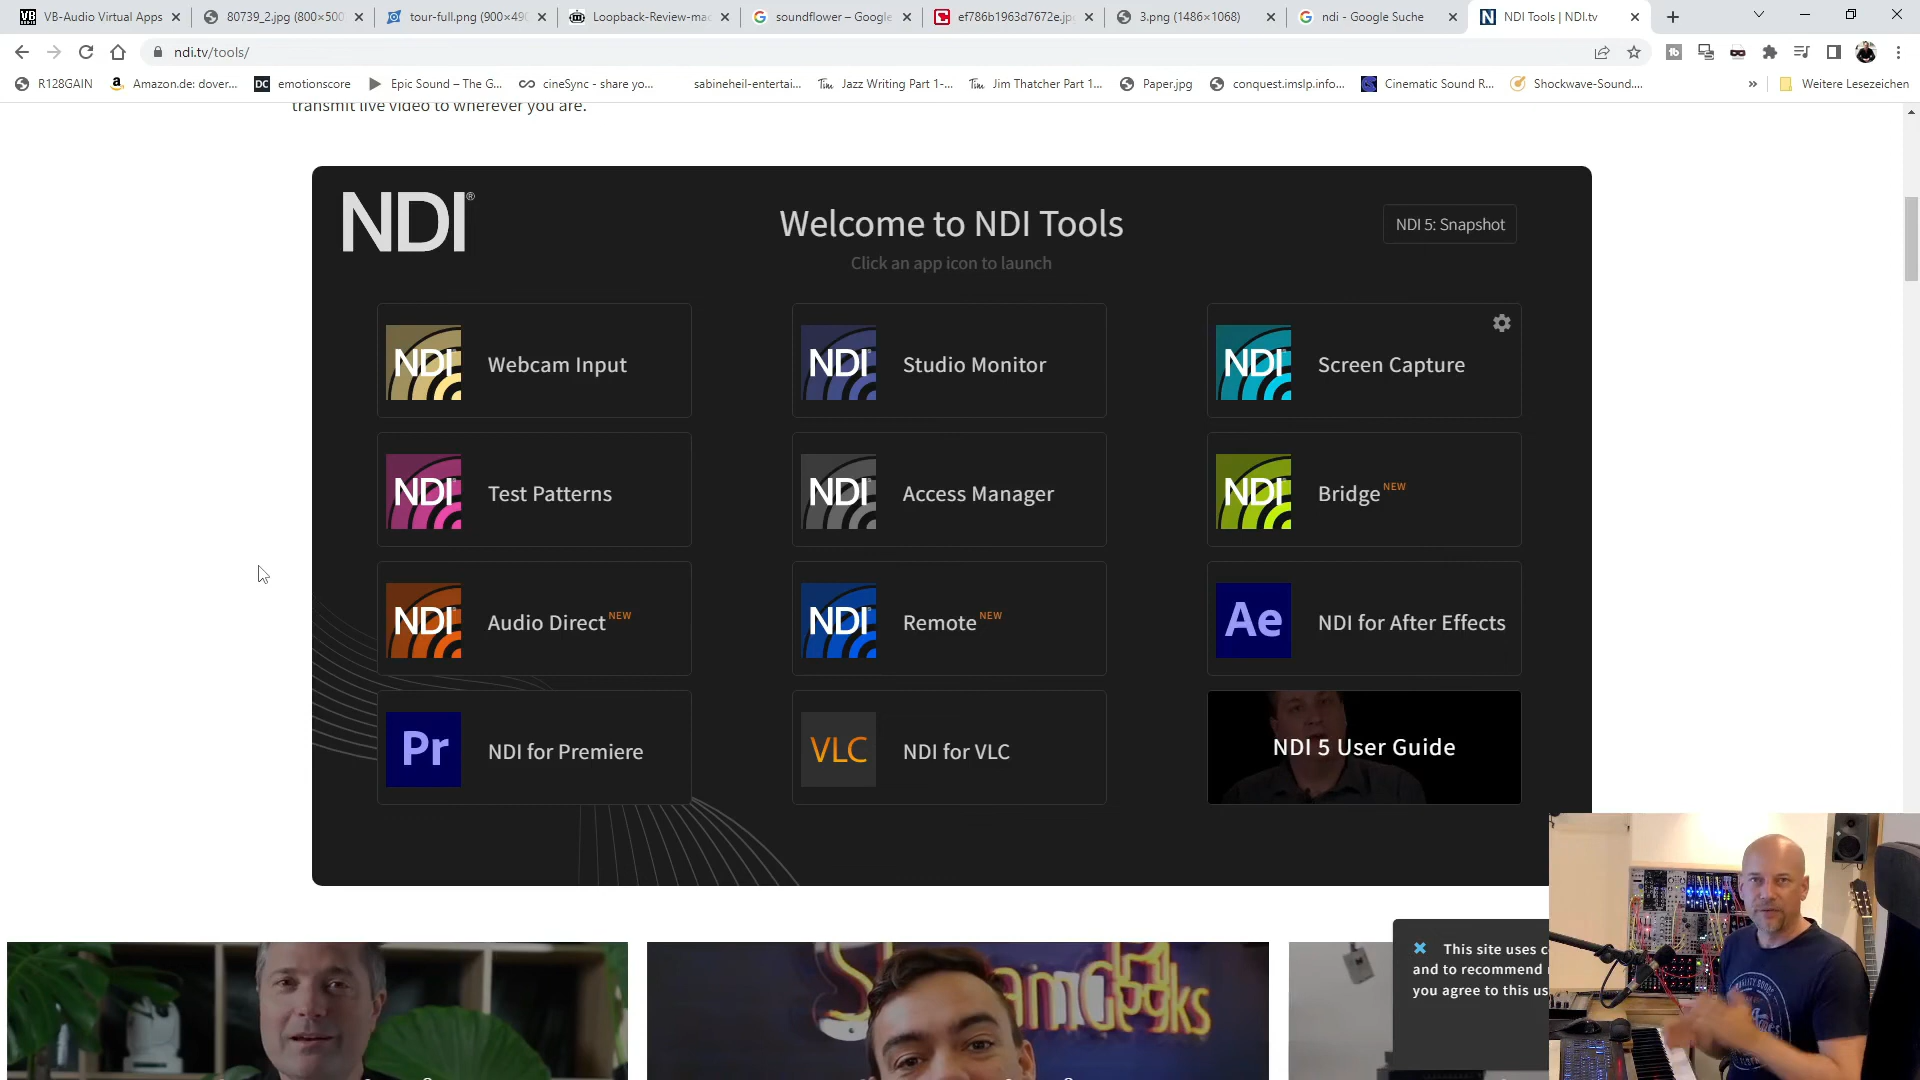 VB-Audio Virtual Apps
80739_2.jpg (800×500
tour-full.png (900×490
Loopback-Review-mac
soundflower – Google
ef786b1963d7672e.jp
3.png (1486×1068)
ndi - Google Suche
NDI Tools | NDI.tv
ndi.tv/tools/
R128GAIN
Amazon.de: dover...
DC emotionscore
Epic Sound – The G...
cineSync - share yo...
sabineheil-entertai...
Tim Jazz Writing Part 1-...
Tim Jim Thatcher Part 1...
Paper.jpg
conquest.imslp.info...
Cinematic Sound R...
Shockwave-Sound....
»
Weitere Lesezeichen
transmit live video to wherever you are.
NDI®
Welcome to NDI Tools
NDI 5: Snapshot
Click an app icon to launch
NDI Webcam Input
NDI Studio Monitor
NDI Screen Capture
NDI Test Patterns
NDI Access Manager
NDI Bridge NEW
NDI Audio Direct NEW
NDI Remote NEW
Ae NDI for After Effects
Pr NDI for Premiere
VLC NDI for VLC
NDI 5 User Guide
This site uses c
and to recommend
you agree to this us